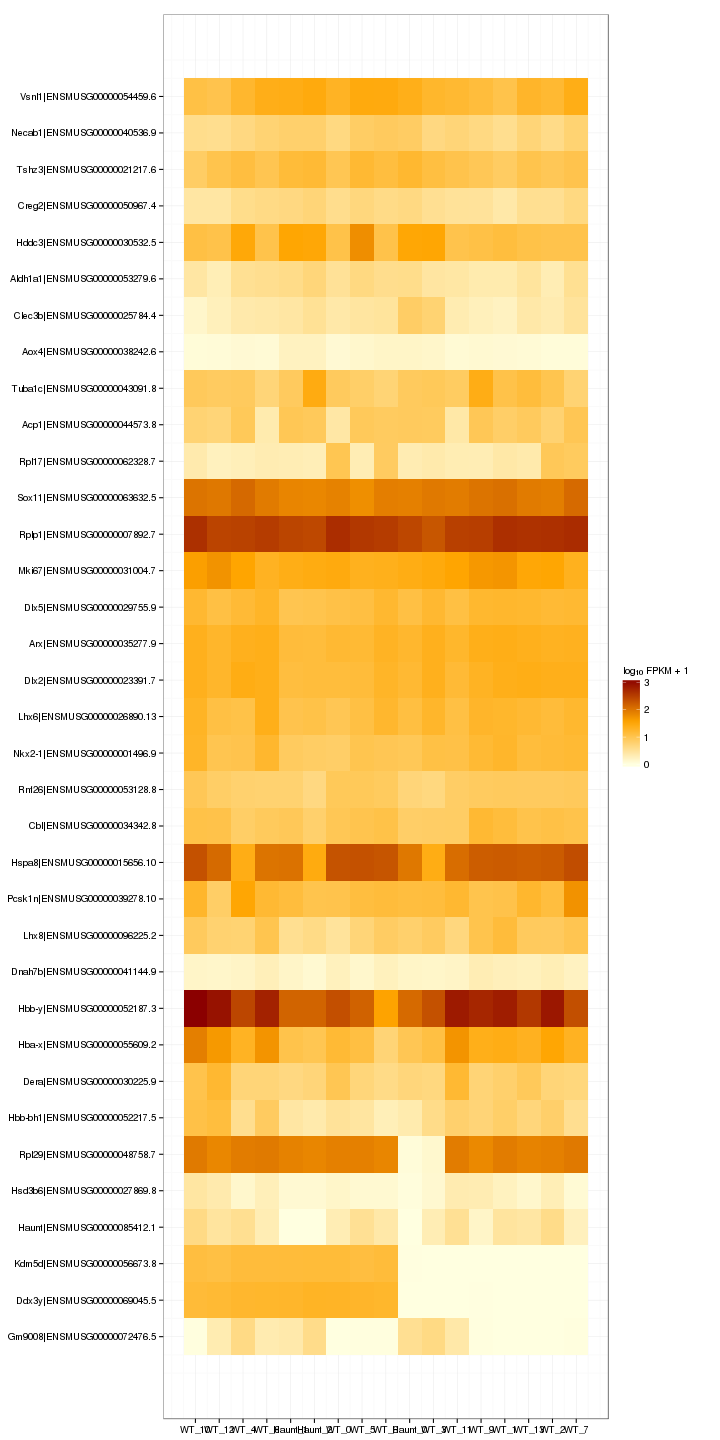 Vsnl1|ENSMUSG00000054459.6
Necab1|ENSMUSG00000040536.9
Tshz3|ENSMUSG00000021217.6
Creg2|ENSMUSG00000050967.4
Hddc3|ENSMUSG00000030532.5
Aldh1a1|ENSMUSG00000053279.6
Clec3b|ENSMUSG00000025784.4
Aox4|ENSMUSG00000038242.6
Tuba1c|ENSMUSG00000043091.8
Acp1|ENSMUSG00000044573.8
Rpl17|ENSMUSG00000062328.7
Sox11|ENSMUSG00000063632.5
Rplp1|ENSMUSG00000007892.7
Mki67|ENSMUSG00000031004.7
Dlx5|ENSMUSG00000029755.9
Arx|ENSMUSG00000035277.9
Dlx2|ENSMUSG00000023391.7
Lhx6|ENSMUSG00000026890.13
Nkx2-1|ENSMUSG00000001496.9
Rnf26|ENSMUSG00000053128.8
Cbl|ENSMUSG00000034342.8
Hspa8|ENSMUSG00000015656.10
Pcsk1n|ENSMUSG00000039278.10
Lhx8|ENSMUSG00000096225.2
Dnah7b|ENSMUSG00000041144.9
Hbb-y|ENSMUSG00000052187.3
Hba-x|ENSMUSG00000055609.2
Dera|ENSMUSG00000030225.9
Hbb-bh1|ENSMUSG00000052217.5
Rpl29|ENSMUSG00000048758.7
Hsd3b6|ENSMUSG00000027869.8
Haunt|ENSMUSG00000085412.1
Kdm5d|ENSMUSG00000056673.8
Ddx3y|ENSMUSG00000069045.5
Gm9008|ENSMUSG00000072476.5
log10 FPKM + 1
3
2
1
0
WT_10 WT_12 WT_4 WT_0 WT_5 WT_3 WT_11 WT_9 WT_1 WT_13 WT_2 WT_7